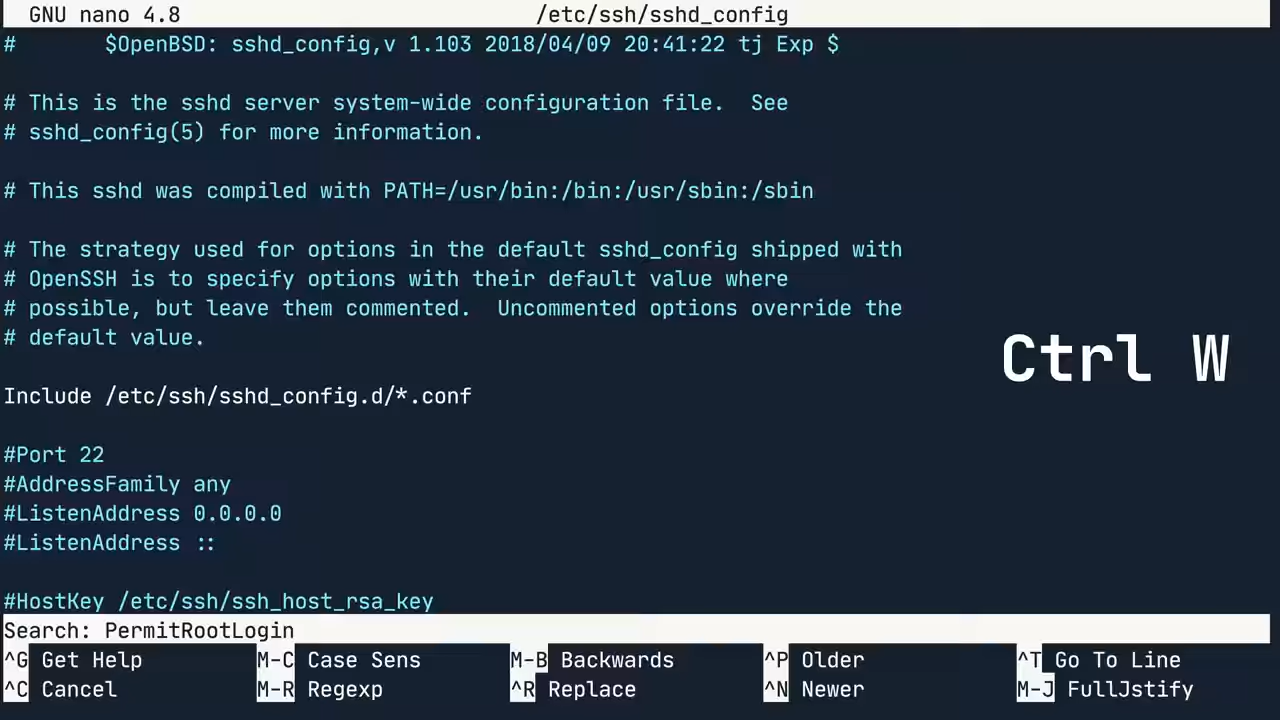 GNU nano 4.8 /etc/ssh/sshd_config
# $OpenBSD: sshd_config,v 1.103 2018/04/09 20:41:22 tj Exp $
# This is the sshd server system-wide configuration file. See
# sshd_config(5) for more information.
# This sshd was compiled with PATH=/usr/bin:/bin:/usr/sbin:/sbin
# The strategy used for options in the default sshd_config shipped with
# OpenSSH is to specify options with their default value where
# possible, but leave them commented. Uncommented options override the
# default value.
Ctrl W
Include /etc/ssh/sshd_config.d/*.conf
#Port 22
#AddressFamily any
#ListenAddress 0.0.0.0
#ListenAddress ::
#HostKey /etc/ssh/ssh_host_rsa_key
Search: PermitRootLogin
^G Get Help M-C Case Sens M-B Backwards ^P Older ^T Go To Line
^C Cancel M-R Regexp ^R Replace ^N Newer M-J FullJstify